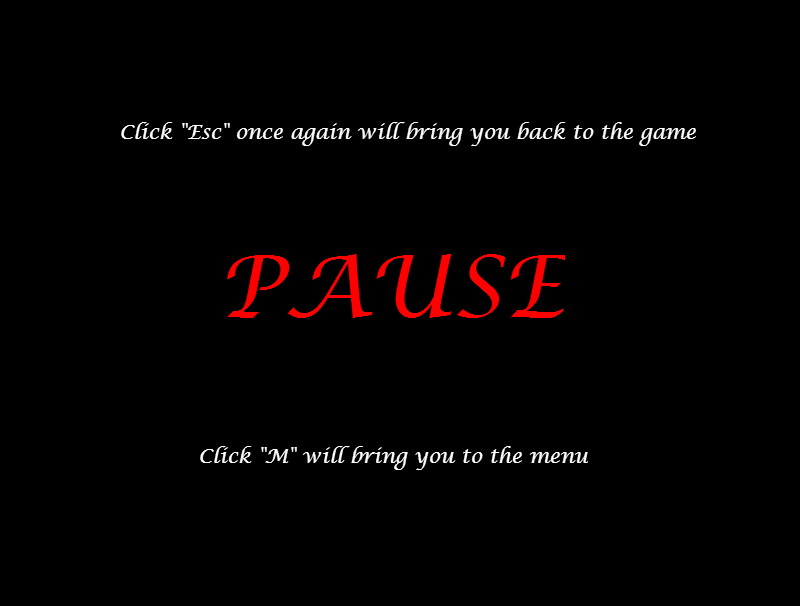 Click "Esc" once again will bring you back to the game
PAUSE
Click "M" will bring you to the menu